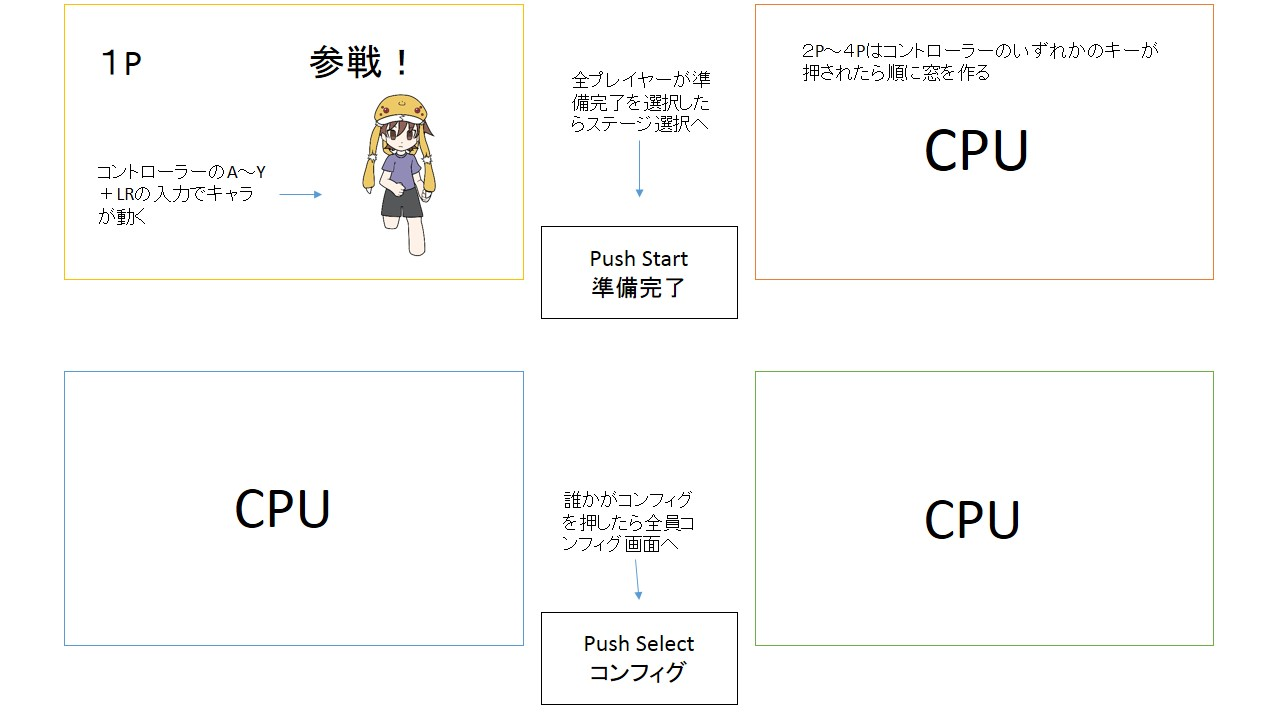 １P
参戦！
コントローラーのA～Y
＋LRの入力でキャラ
が動く
全プレイヤーが準
備完了を選択した
らステージ選択へ
Push Start
準備完了
２P～４Pはコントローラーのいずれかのキーが
押されたら順に窓を作る
CPU
CPU
誰かがコンフィグ
を押したら全員コ
ンフィグ画面へ
Push Select
コンフィグ
CPU